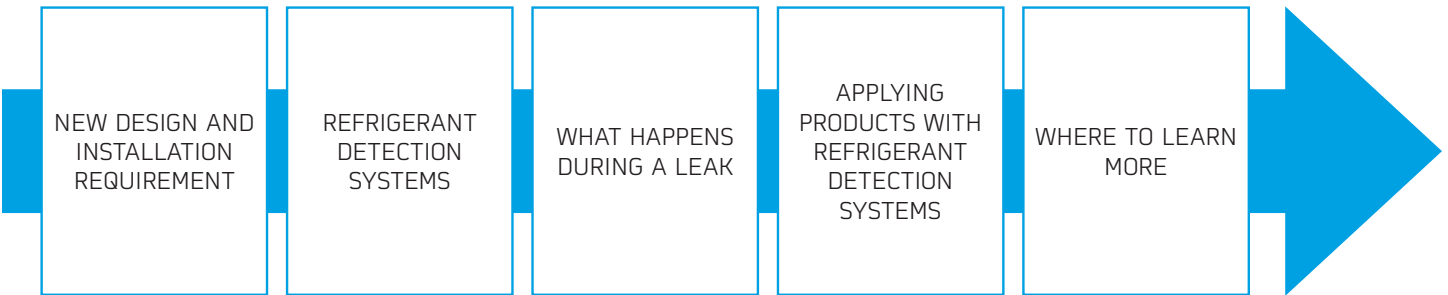 NEW DESIGN AND
INSTALLATION
REQUIREMENT
REFRIGERANT
DETECTION
SYSTEMS
WHAT HAPPENS
DURING A LEAK
APPLYING
PRODUCTS WITH
REFRIGERANT
DETECTION
SYSTEMS
WHERE TO LEARN
MORE